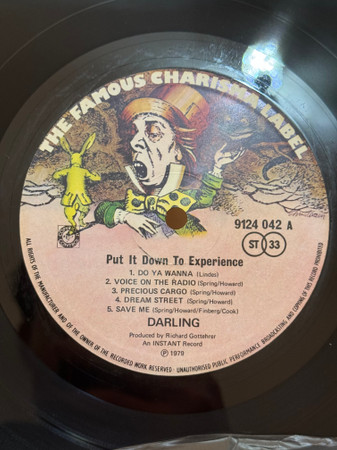 THE FAMOUS CHARISMA LABEL
9124 042 A
ST 33
Put It Down To Experience
1. DO YA WANNA (Lindos)
2. VOICE ON THE RADIO (Spring/Howard)
3. PRECIOUS CARGO (Spring/Howard)
4. DREAM STREET (Spring/Howard)
5. SAVE ME (Spring/Howard/Finberg/Cook)
DARLING
Produced by Richard Gottehrer
An INSTANT Record
Ⓟ 1979
ALL RIGHTS OF THE MANUFACTURER AND OF THE OWNER OF THE RECORDED WORK RESERVED · UNAUTHORISED PUBLIC PERFORMANCE, BROADCASTING AND COPYING OF THIS RECORD PROHIBITED